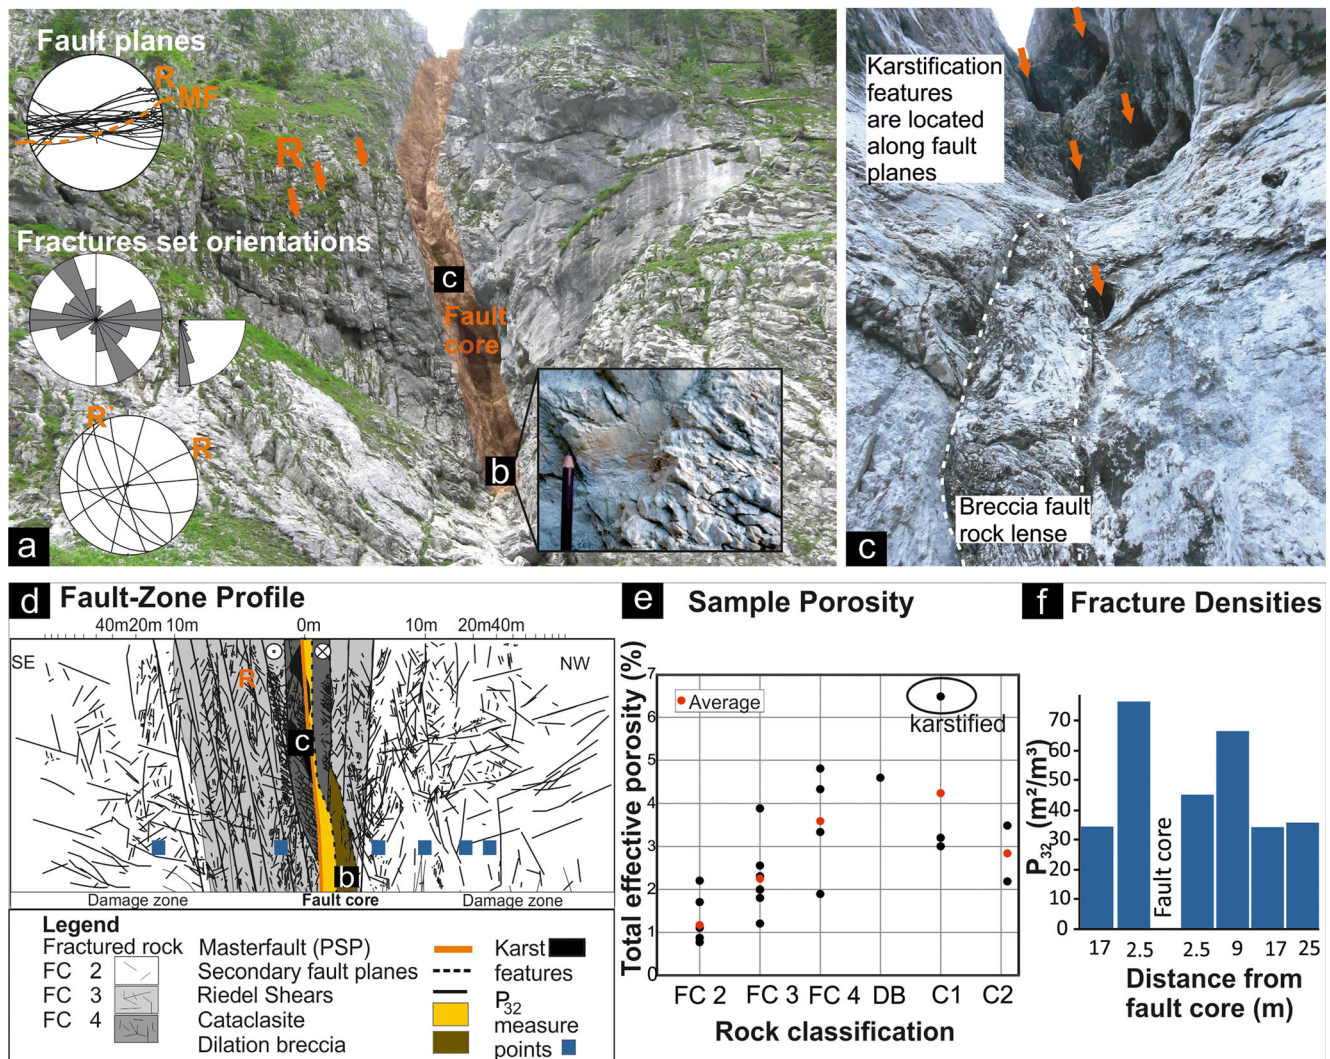 a
Fault planes
R
MF
R
Fractures set orientations
R'
R
c
Fault
core
b
c
Karstification
features
are located
along fault
planes
Breccia fault
rock lense
d Fault-Zone Profile
40m 20m 10m 0m 10m 20m 40m
SE NW
R
c
b
Damage zone Fault core Damage zone
Legend
Fractured rock
FC 2
FC 3
FC 4
Masterfault (PSP)
Secondary fault planes
Riedel Shears
Cataclasite
Dilation breccia
Karst
features
P32
measure
points
e Sample Porosity
Total effective porosity (%)
7
6
5
4
3
2
1
0
Average
karstified
FC 2 FC 3 FC 4 DB C1 C2
Rock classification
f Fracture Densities
P32 (m²/m³)
70
60
50
40
30
20
10
0
Fault core
17 2.5 2.5 9 17 25
Distance from
fault core (m)